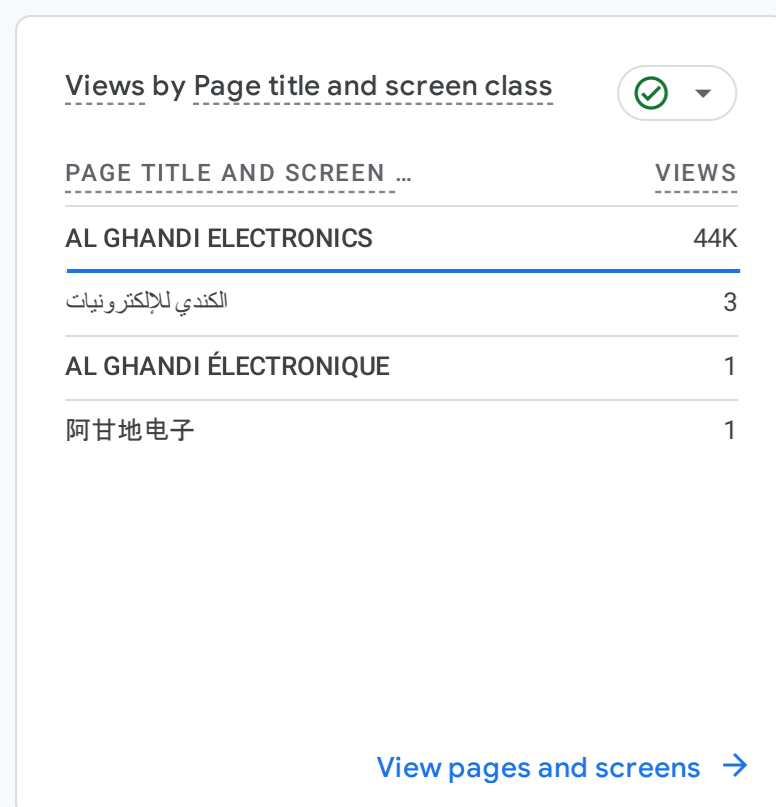 Views by Page title and screen class
PAGE TITLE AND SCREEN ... VIEWS
AL GHANDI ELECTRONICS 44K
الكندي للإلكترونيات 3
AL GHANDI ÉLECTRONIQUE 1
阿甘地电子 1
View pages and screens